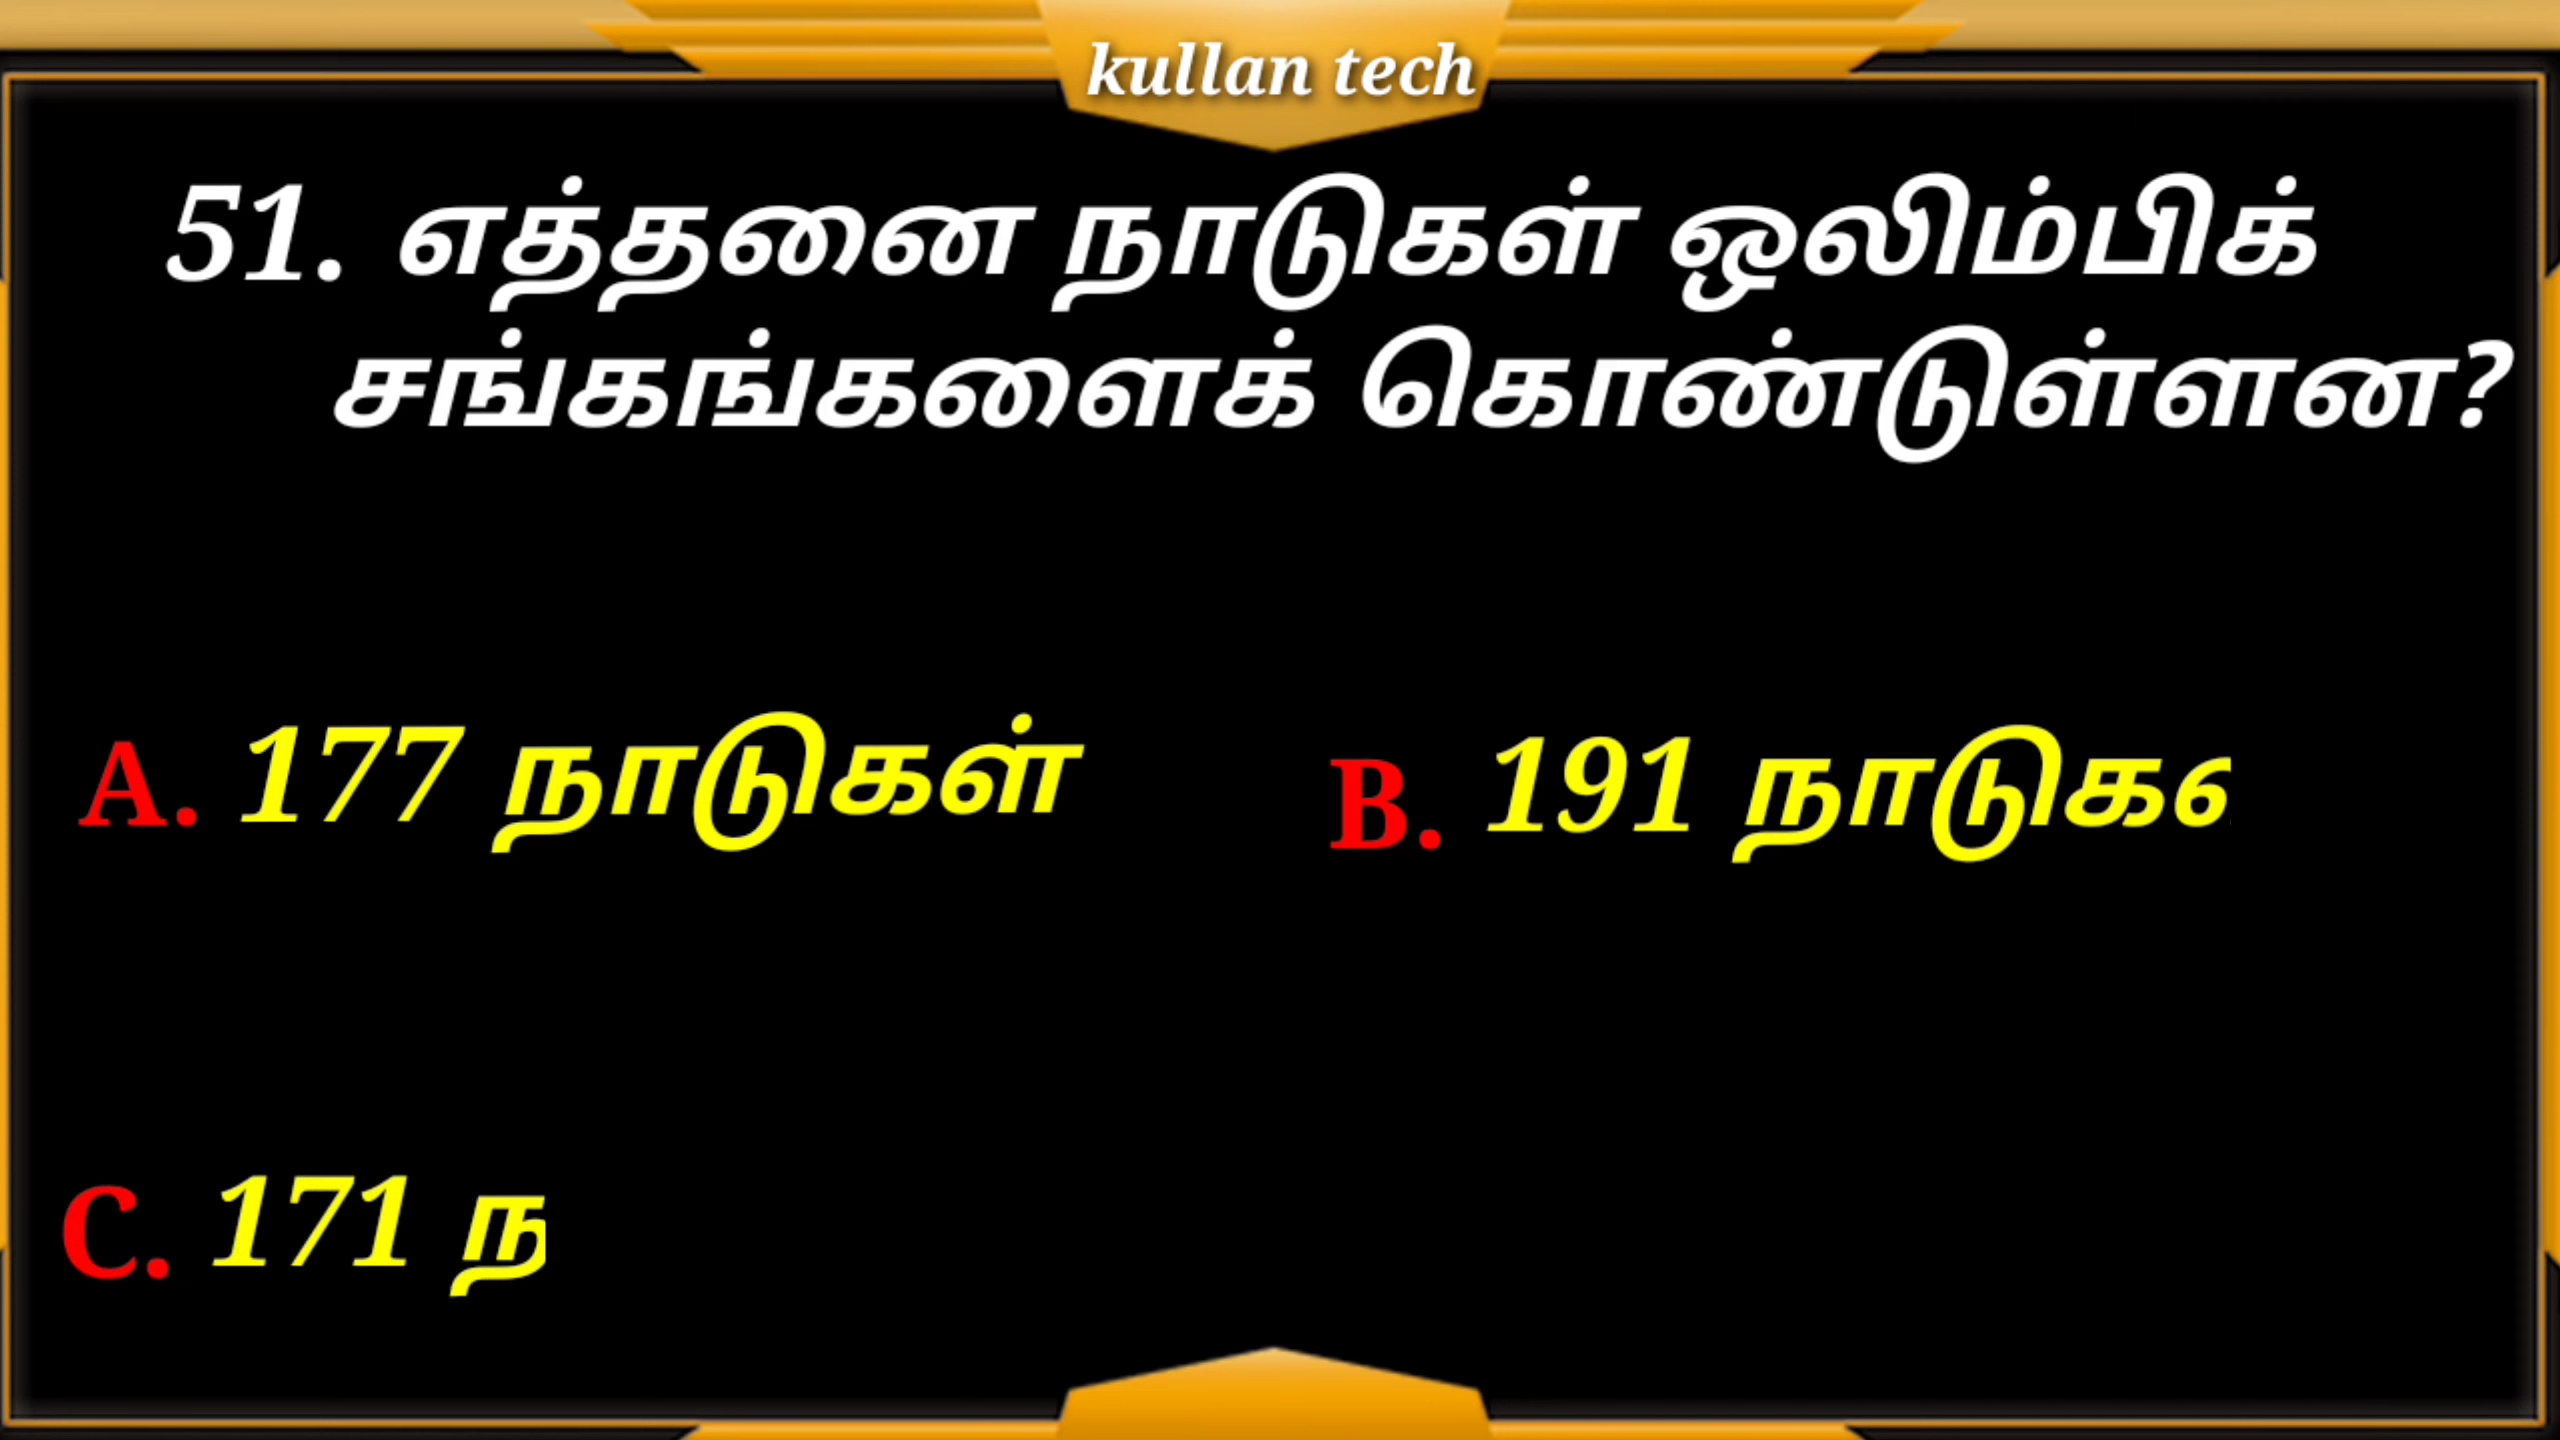 kullan tech
51. எத்தனை நாடுகள் ஒலிம்பிக்
சங்கங்களைக் கொண்டுள்ளன?
A. 177 நாடுகள்
B. 191
C. 171